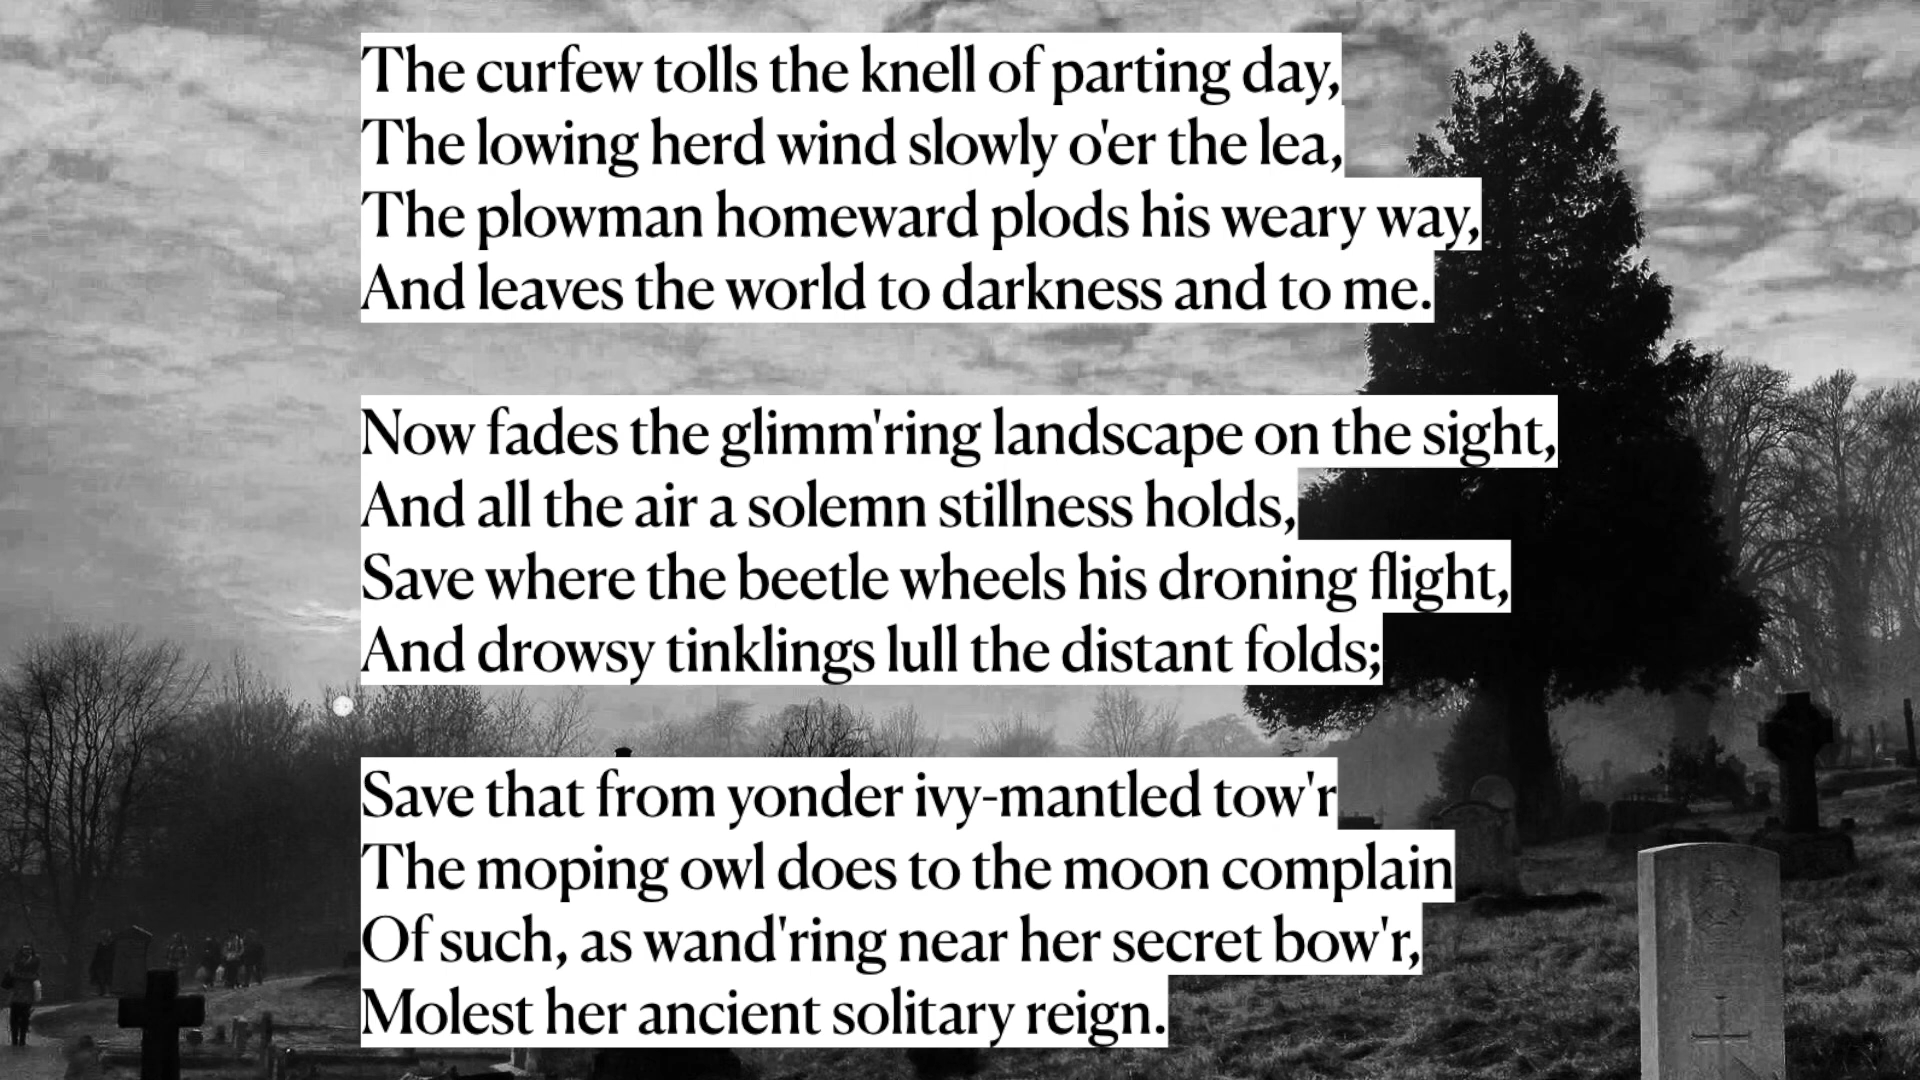 The curfew tolls the knell of parting day,
The lowing herd wind slowly o'er the lea,
The plowman homeward plods his weary way,
And leaves the world to darkness and to me.
Now fades the glimm'ring landscape on the sight,
And all the air a solemn stillness holds,
Save where the beetle wheels his droning flight,
And drowsy tinklings lull the distant folds;
Save that from yonder ivy-mantled tow'r
The moping owl does to the moon complain
Of such, as wand'ring near her secret bow'r,
Molest her ancient solitary reign.